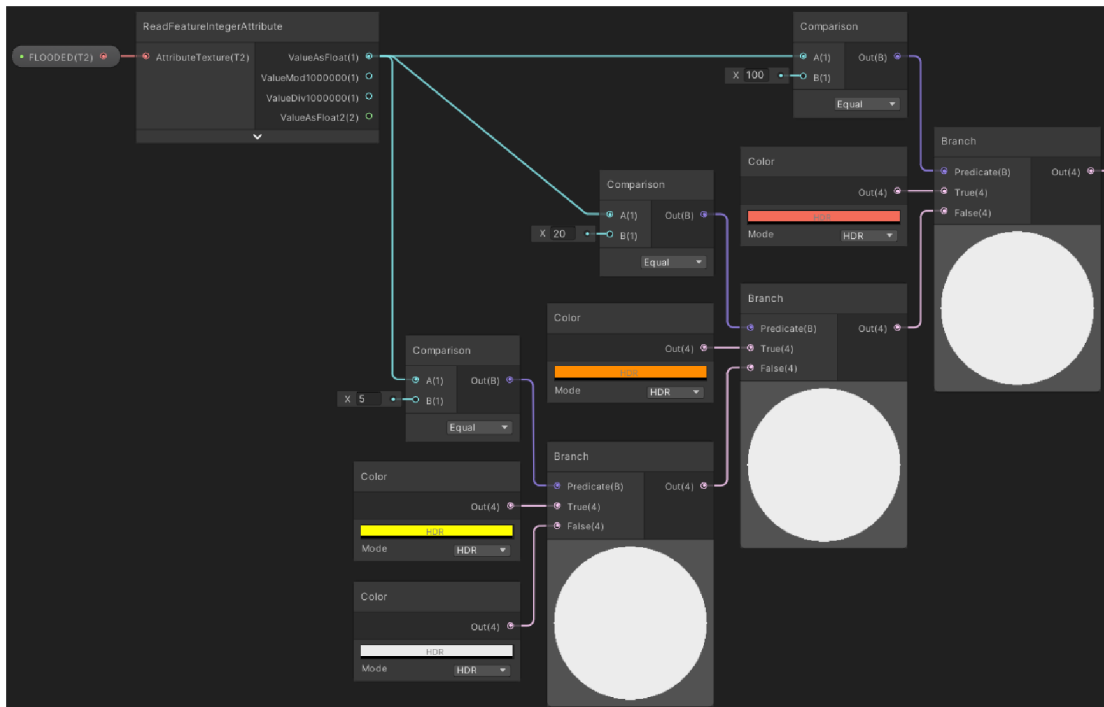 FLOODED(T2)
ReadFeatureIntegerAttribute
AttributeTexture(T2)
ValueAsFloat(1)
ValueMod1000000(1)
ValueDiv1000000(1)
ValueAsFloat2(2)
Comparison
A(1)
Out(B)
X 100
B(1)
Equal
Branch
Predicate(B)
Out(4)
True(4)
False(4)
Color
Out(4)
HDR
Mode
HDR
Comparison
A(1)
Out(B)
X 20
B(1)
Equal
Branch
Predicate(B)
Out(4)
True(4)
False(4)
Color
Out(4)
HDR
Mode
HDR
Comparison
A(1)
Out(B)
X 5
B(1)
Equal
Branch
Predicate(B)
Out(4)
True(4)
False(4)
Color
Out(4)
HDR
Mode
HDR
Color
Out(4)
HDR
Mode
HDR